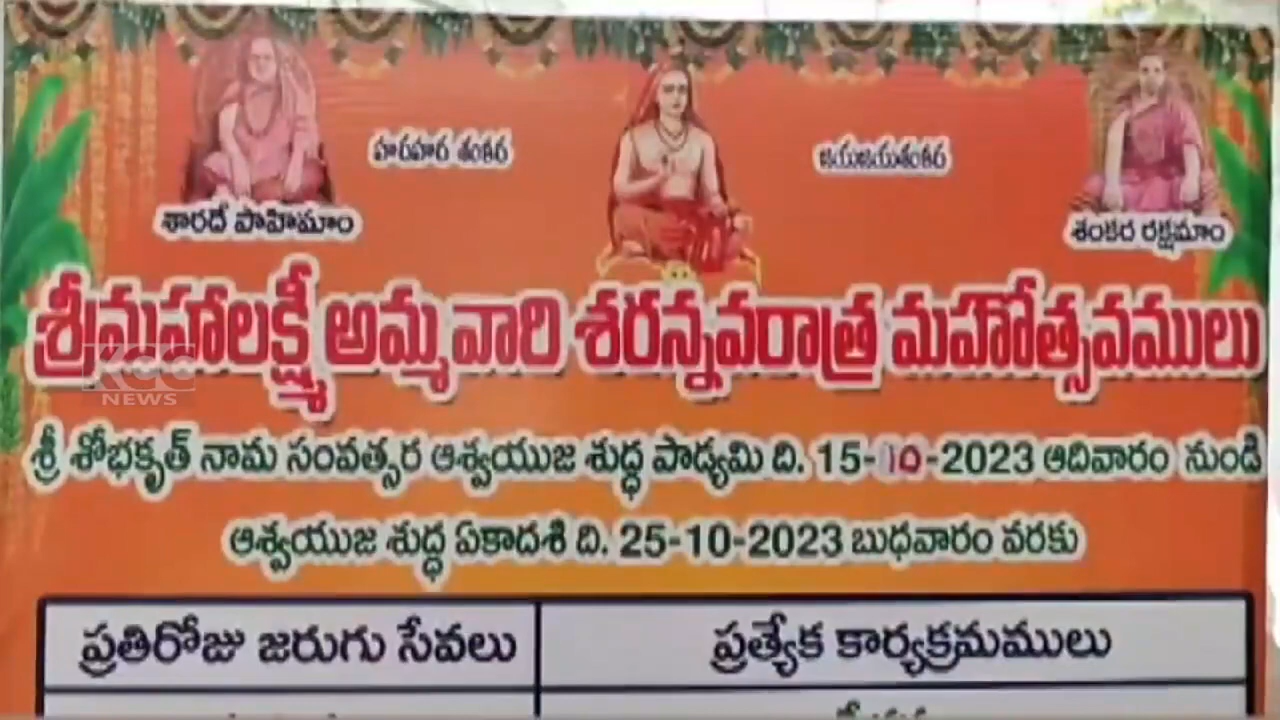 హరహర శంకర
జయజయశంకర
శారదే పాహిమాం
శంకర రక్షమాం
శ్రీమహాలక్ష్మీ అమ్మవారి శరన్నవరాత్ర మహోత్సవములు
KCC
NEWS
శ్రీ శోభకృత్ నామ సంవత్సర ఆశ్వయుజ శుద్ధ పాడ్యమి ది. 15-10-2023 ఆదివారం నుండి
ఆశ్వయుజ శుద్ధ ఏకాదశి ది. 25-10-2023 బుధవారం వరకు
ప్రతిరోజు జరుగు సేవలు
ప్రత్యేక కార్యక్రమములు